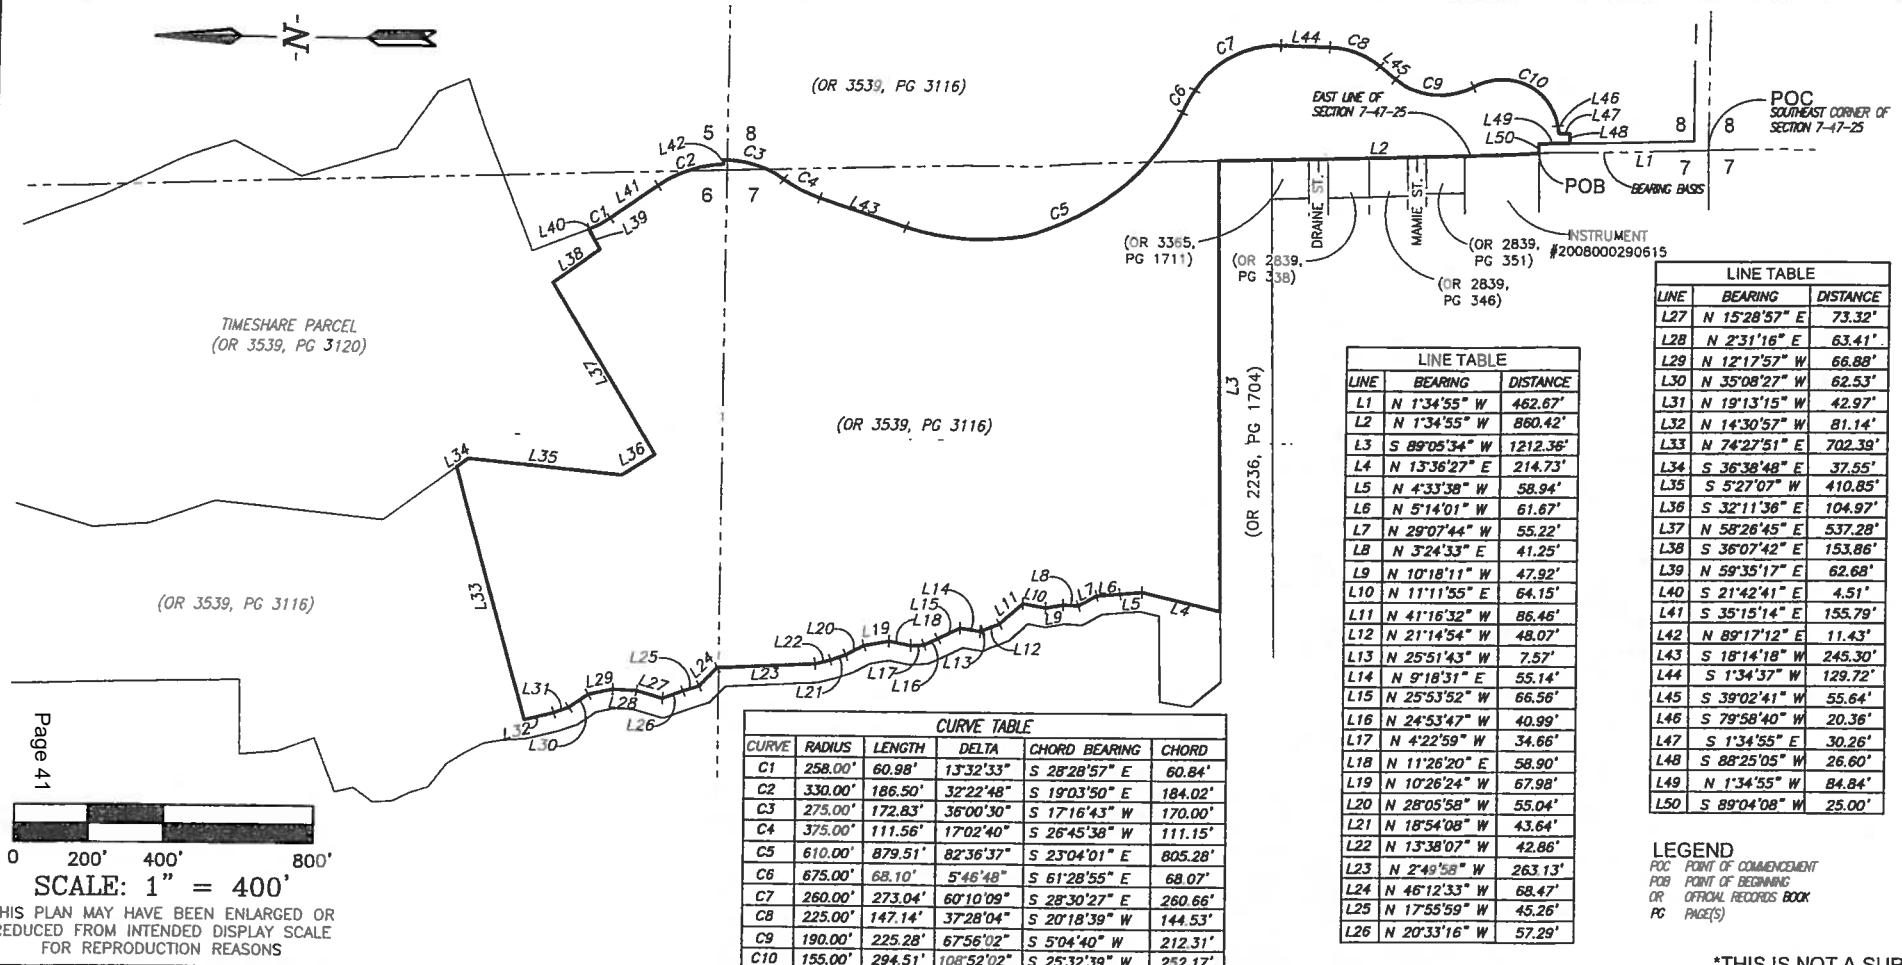 -N-
(OR 3539, PG 3116)
C7
L44
C8
L45
C9
C10
C6
EAST LINE OF
SECTION 7-47-25
L46
L47
L48
L49
L50
8
8
7
7
POC
SOUTHEAST CORNER OF
SECTION 7-47-25
L1
BEARING BASIS
POB
L2
L42
5
8
6
7
C2
C3
C4
L41
C1
L40
L39
L38
L43
C5
DRAINE ST.
MAMIE ST.
(OR 3365,
PG 1711)
(OR 2839,
PG 338)
(OR 2839,
PG 346)
(OR 2839,
PG 351)
INSTRUMENT
#2008000290615
TIMESHARE PARCEL
(OR 3539, PG 3120)
L37
L3
(OR 2236, PG 1704)
(OR 3539, PG 3116)
L34
L35
L36
L33
(OR 3539, PG 3116)
L14
L15
L18
L19
L20
L22
L11
L10
L8
L7
L6
L5
L4
L9
L12
L13
L16
L17
L21
L23
L24
L25
L27
L26
L28
L29
L31
L32
L30
LINE TABLE
LINE BEARING DISTANCE
L1 N 1°34'55" W 462.67'
L2 N 1°34'55" W 860.42'
L3 S 89°05'34" W 1212.36'
L4 N 13°36'27" E 214.73'
L5 N 4°33'38" W 58.94'
L6 N 5°14'01" W 61.67'
L7 N 29°07'44" W 55.22'
L8 N 3°24'33" E 41.25'
L9 N 10°18'11" W 47.92'
L10 N 11°11'55" E 64.15'
L11 N 41°16'32" W 86.46'
L12 N 21°14'54" W 48.07'
L13 N 25°51'43" W 7.57'
L14 N 9°18'31" E 55.14'
L15 N 25°53'52" W 66.56'
L16 N 24°53'47" W 40.99'
L17 N 4°22'59" W 34.66'
L18 N 11°26'20" E 58.90'
L19 N 10°26'24" W 67.98'
L20 N 28°05'58" W 55.04'
L21 N 18°54'08" W 43.64'
L22 N 13°38'07" W 42.86'
L23 N 2°49'58" W 263.13'
L24 N 46°12'33" W 68.47'
L25 N 17°55'59" W 45.26'
L26 N 20°33'16" W 57.29'
LINE TABLE
LINE BEARING DISTANCE
L27 N 15°28'57" E 73.32'
L28 N 2°31'16" E 63.41'
L29 N 12°17'57" W 66.88'
L30 N 35°08'27" W 62.53'
L31 N 19°13'15" W 42.97'
L32 N 14°30'57" W 81.14'
L33 N 74°27'51" E 702.39'
L34 S 36°38'48" E 37.55'
L35 S 5°27'07" W 410.85'
L36 S 32°11'36" E 104.97'
L37 N 58°26'45" E 537.28'
L38 S 36°07'42" E 153.86'
L39 N 59°35'17" E 62.68'
L40 S 21°42'41" E 4.51'
L41 S 35°15'14" E 155.79'
L42 N 89°17'12" E 11.43'
L43 S 18°14'18" W 245.30'
L44 S 1°34'37" W 129.72'
L45 S 39°02'41" W 55.64'
L46 S 79°58'40" W 20.36'
L47 S 1°34'55" E 30.26'
L48 S 88°25'05" W 26.60'
L49 N 1°34'55" W 84.84'
L50 S 89°04'08" W 25.00'
CURVE TABLE
CURVE RADIUS LENGTH DELTA CHORD BEARING CHORD
C1 258.00' 60.98' 13°32'33" S 28°28'57" E 60.84'
C2 330.00' 186.50' 32°22'48" S 19°03'50" E 184.02'
C3 275.00' 172.83' 36°00'30" S 17°16'43" W 170.00'
C4 375.00' 111.56' 17°02'40" S 26°45'38" W 111.15'
C5 610.00' 879.51' 82°36'37" S 23°04'01" E 805.28'
C6 675.00' 68.10' 5°46'48" S 61°28'55" E 68.07'
C7 260.00' 273.04' 60°10'09" S 28°30'27" E 260.66'
C8 225.00' 147.14' 37°28'04" S 20°18'39" W 144.53'
C9 190.00' 225.28' 67°56'02" S 5°04'40" W 212.31'
C10 155.00' 294.51' 108°52'02" S 25°32'39" W 252.17'
Page 41
0 200' 400' 800'
SCALE: 1" = 400'
HIS PLAN MAY HAVE BEEN ENLARGED OR
REDUCED FROM INTENDED DISPLAY SCALE
FOR REPRODUCTION REASONS
LEGEND
POC POINT OF COMMENCEMENT
POB POINT OF BEGINNING
OR OFFICIAL RECORDS BOOK
PG PAGE(S)
*THIS IS NOT A SUR